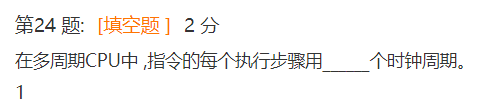 第24 题: [填空题 ] 2 分
在多周期CPU中 ,指令的每个执行步骤用______个时钟周期。
1